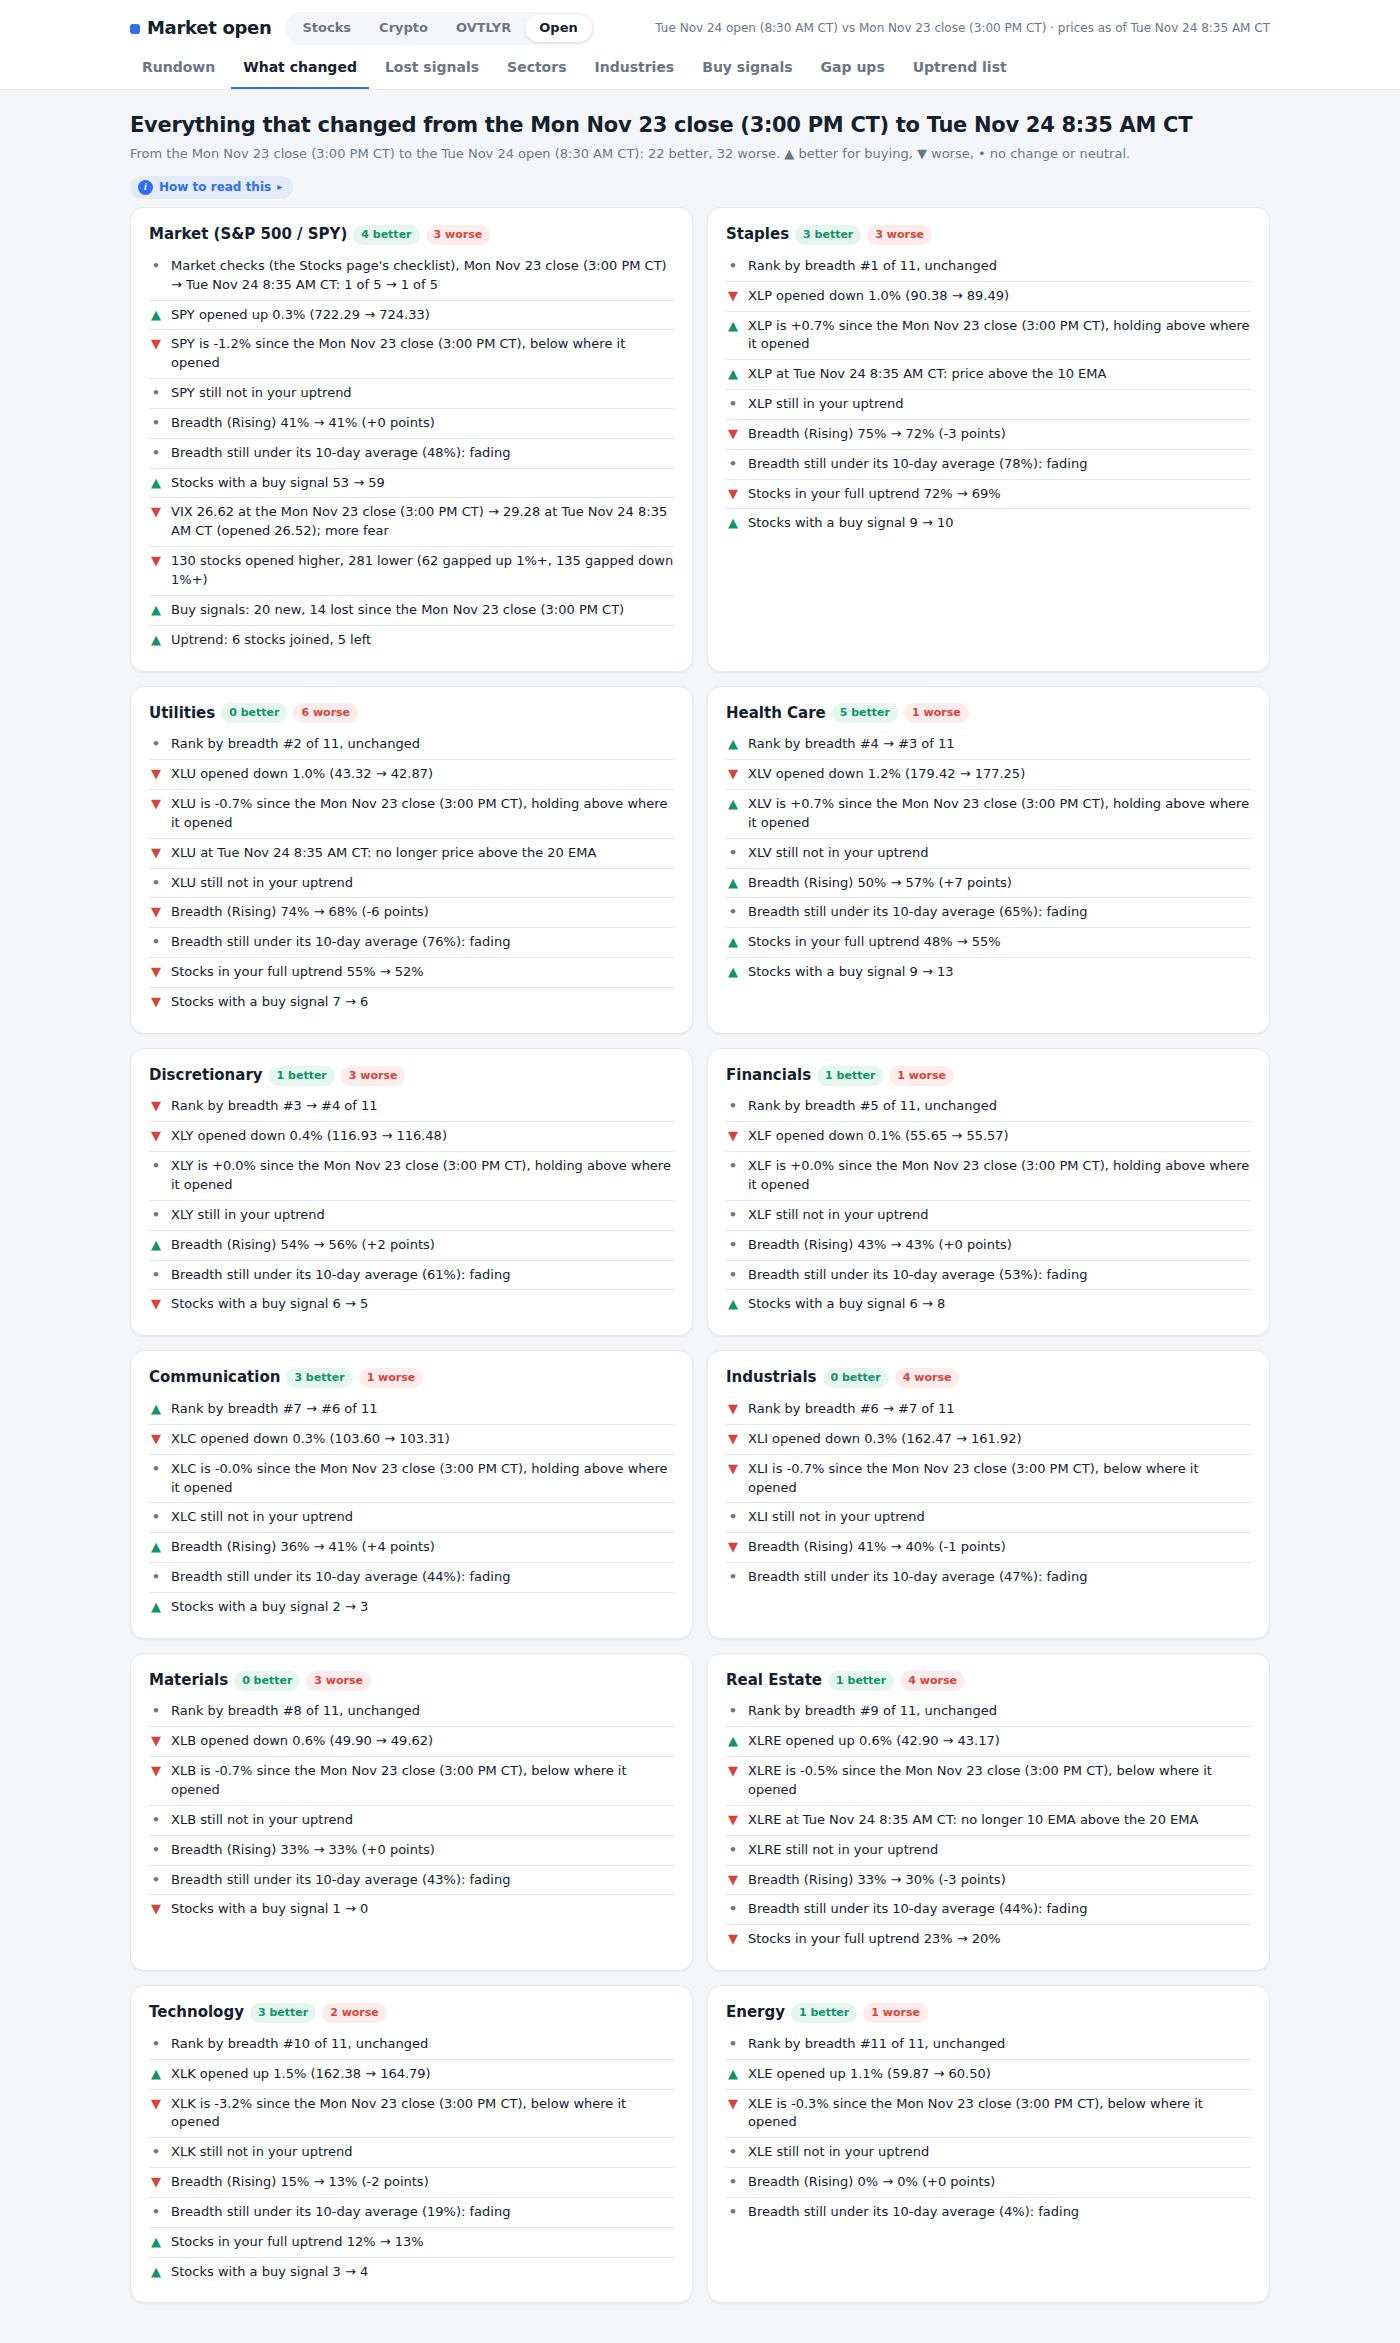 Market open
Stocks Crypto OVTLYR Open
Tue Nov 24 open (8:30 AM CT) vs Mon Nov 23 close (3:00 PM CT) · prices as of Tue Nov 24 8:35 AM CT
Rundown What changed Lost signals Sectors Industries Buy signals Gap ups Uptrend list
Everything that changed from the Mon Nov 23 close (3:00 PM CT) to Tue Nov 24 8:35 AM CT
From the Mon Nov 23 close (3:00 PM CT) to the Tue Nov 24 open (8:30 AM CT): 22 better, 32 worse. ▲ better for buying, ▼ worse, • no change or neutral.
i How to read this ▸
Market (S&P 500 / SPY) 4 better 3 worse
• Market checks (the Stocks page's checklist), Mon Nov 23 close (3:00 PM CT)
→ Tue Nov 24 8:35 AM CT: 1 of 5 → 1 of 5
▲ SPY opened up 0.3% (722.29 → 724.33)
▼ SPY is -1.2% since the Mon Nov 23 close (3:00 PM CT), below where it
opened
• SPY still not in your uptrend
• Breadth (Rising) 41% → 41% (+0 points)
• Breadth still under its 10-day average (48%): fading
▲ Stocks with a buy signal 53 → 59
▼ VIX 26.62 at the Mon Nov 23 close (3:00 PM CT) → 29.28 at Tue Nov 24 8:35
AM CT (opened 26.52); more fear
▼ 130 stocks opened higher, 281 lower (62 gapped up 1%+, 135 gapped down
1%+)
▲ Buy signals: 20 new, 14 lost since the Mon Nov 23 close (3:00 PM CT)
▲ Uptrend: 6 stocks joined, 5 left
Staples 3 better 3 worse
• Rank by breadth #1 of 11, unchanged
▼ XLP opened down 1.0% (90.38 → 89.49)
▲ XLP is +0.7% since the Mon Nov 23 close (3:00 PM CT), holding above where
it opened
▲ XLP at Tue Nov 24 8:35 AM CT: price above the 10 EMA
• XLP still in your uptrend
▼ Breadth (Rising) 75% → 72% (-3 points)
• Breadth still under its 10-day average (78%): fading
▼ Stocks in your full uptrend 72% → 69%
▲ Stocks with a buy signal 9 → 10
Utilities 0 better 6 worse
• Rank by breadth #2 of 11, unchanged
▼ XLU opened down 1.0% (43.32 → 42.87)
▼ XLU is -0.7% since the Mon Nov 23 close (3:00 PM CT), holding above where
it opened
▼ XLU at Tue Nov 24 8:35 AM CT: no longer price above the 20 EMA
• XLU still not in your uptrend
▼ Breadth (Rising) 74% → 68% (-6 points)
• Breadth still under its 10-day average (76%): fading
▼ Stocks in your full uptrend 55% → 52%
▼ Stocks with a buy signal 7 → 6
Health Care 5 better 1 worse
▲ Rank by breadth #4 → #3 of 11
▼ XLV opened down 1.2% (179.42 → 177.25)
▲ XLV is +0.7% since the Mon Nov 23 close (3:00 PM CT), holding above where
it opened
• XLV still not in your uptrend
▲ Breadth (Rising) 50% → 57% (+7 points)
• Breadth still under its 10-day average (65%): fading
▲ Stocks in your full uptrend 48% → 55%
▲ Stocks with a buy signal 9 → 13
Discretionary 1 better 3 worse
▼ Rank by breadth #3 → #4 of 11
▼ XLY opened down 0.4% (116.93 → 116.48)
• XLY is +0.0% since the Mon Nov 23 close (3:00 PM CT), holding above where
it opened
• XLY still in your uptrend
▲ Breadth (Rising) 54% → 56% (+2 points)
• Breadth still under its 10-day average (61%): fading
▼ Stocks with a buy signal 6 → 5
Financials 1 better 1 worse
• Rank by breadth #5 of 11, unchanged
▼ XLF opened down 0.1% (55.65 → 55.57)
• XLF is +0.0% since the Mon Nov 23 close (3:00 PM CT), holding above where
it opened
• XLF still not in your uptrend
• Breadth (Rising) 43% → 43% (+0 points)
• Breadth still under its 10-day average (53%): fading
▲ Stocks with a buy signal 6 → 8
Communication 3 better 1 worse
▲ Rank by breadth #7 → #6 of 11
▼ XLC opened down 0.3% (103.60 → 103.31)
• XLC is -0.0% since the Mon Nov 23 close (3:00 PM CT), holding above where
it opened
• XLC still not in your uptrend
▲ Breadth (Rising) 36% → 41% (+4 points)
• Breadth still under its 10-day average (44%): fading
▲ Stocks with a buy signal 2 → 3
Industrials 0 better 4 worse
▼ Rank by breadth #6 → #7 of 11
▼ XLI opened down 0.3% (162.47 → 161.92)
▼ XLI is -0.7% since the Mon Nov 23 close (3:00 PM CT), below where it
opened
• XLI still not in your uptrend
▼ Breadth (Rising) 41% → 40% (-1 points)
• Breadth still under its 10-day average (47%): fading
Materials 0 better 3 worse
• Rank by breadth #8 of 11, unchanged
▼ XLB opened down 0.6% (49.90 → 49.62)
▼ XLB is -0.7% since the Mon Nov 23 close (3:00 PM CT), below where it
opened
• XLB still not in your uptrend
• Breadth (Rising) 33% → 33% (+0 points)
• Breadth still under its 10-day average (43%): fading
▼ Stocks with a buy signal 1 → 0
Real Estate 1 better 4 worse
• Rank by breadth #9 of 11, unchanged
▲ XLRE opened up 0.6% (42.90 → 43.17)
▼ XLRE is -0.5% since the Mon Nov 23 close (3:00 PM CT), below where it
opened
▼ XLRE at Tue Nov 24 8:35 AM CT: no longer 10 EMA above the 20 EMA
• XLRE still not in your uptrend
▼ Breadth (Rising) 33% → 30% (-3 points)
• Breadth still under its 10-day average (44%): fading
▼ Stocks in your full uptrend 23% → 20%
Technology 3 better 2 worse
• Rank by breadth #10 of 11, unchanged
▲ XLK opened up 1.5% (162.38 → 164.79)
▼ XLK is -3.2% since the Mon Nov 23 close (3:00 PM CT), below where it
opened
• XLK still not in your uptrend
▼ Breadth (Rising) 15% → 13% (-2 points)
• Breadth still under its 10-day average (19%): fading
▲ Stocks in your full uptrend 12% → 13%
▲ Stocks with a buy signal 3 → 4
Energy 1 better 1 worse
• Rank by breadth #11 of 11, unchanged
▲ XLE opened up 1.1% (59.87 → 60.50)
▼ XLE is -0.3% since the Mon Nov 23 close (3:00 PM CT), below where it
opened
• XLE still not in your uptrend
• Breadth (Rising) 0% → 0% (+0 points)
• Breadth still under its 10-day average (4%): fading